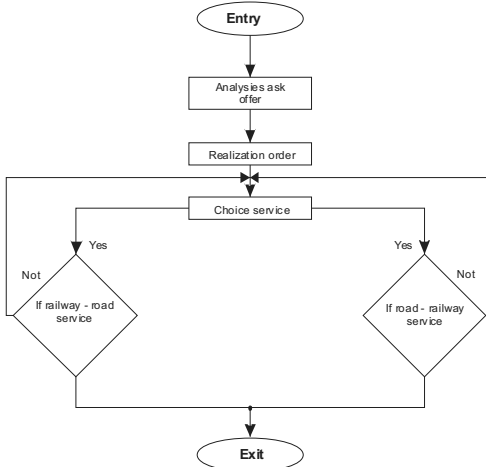 Entry
Analysies ask
offer
Realization order
Choice service
Yes
Yes
Not
Not
If railway - road
service
If road - railway
service
Exit